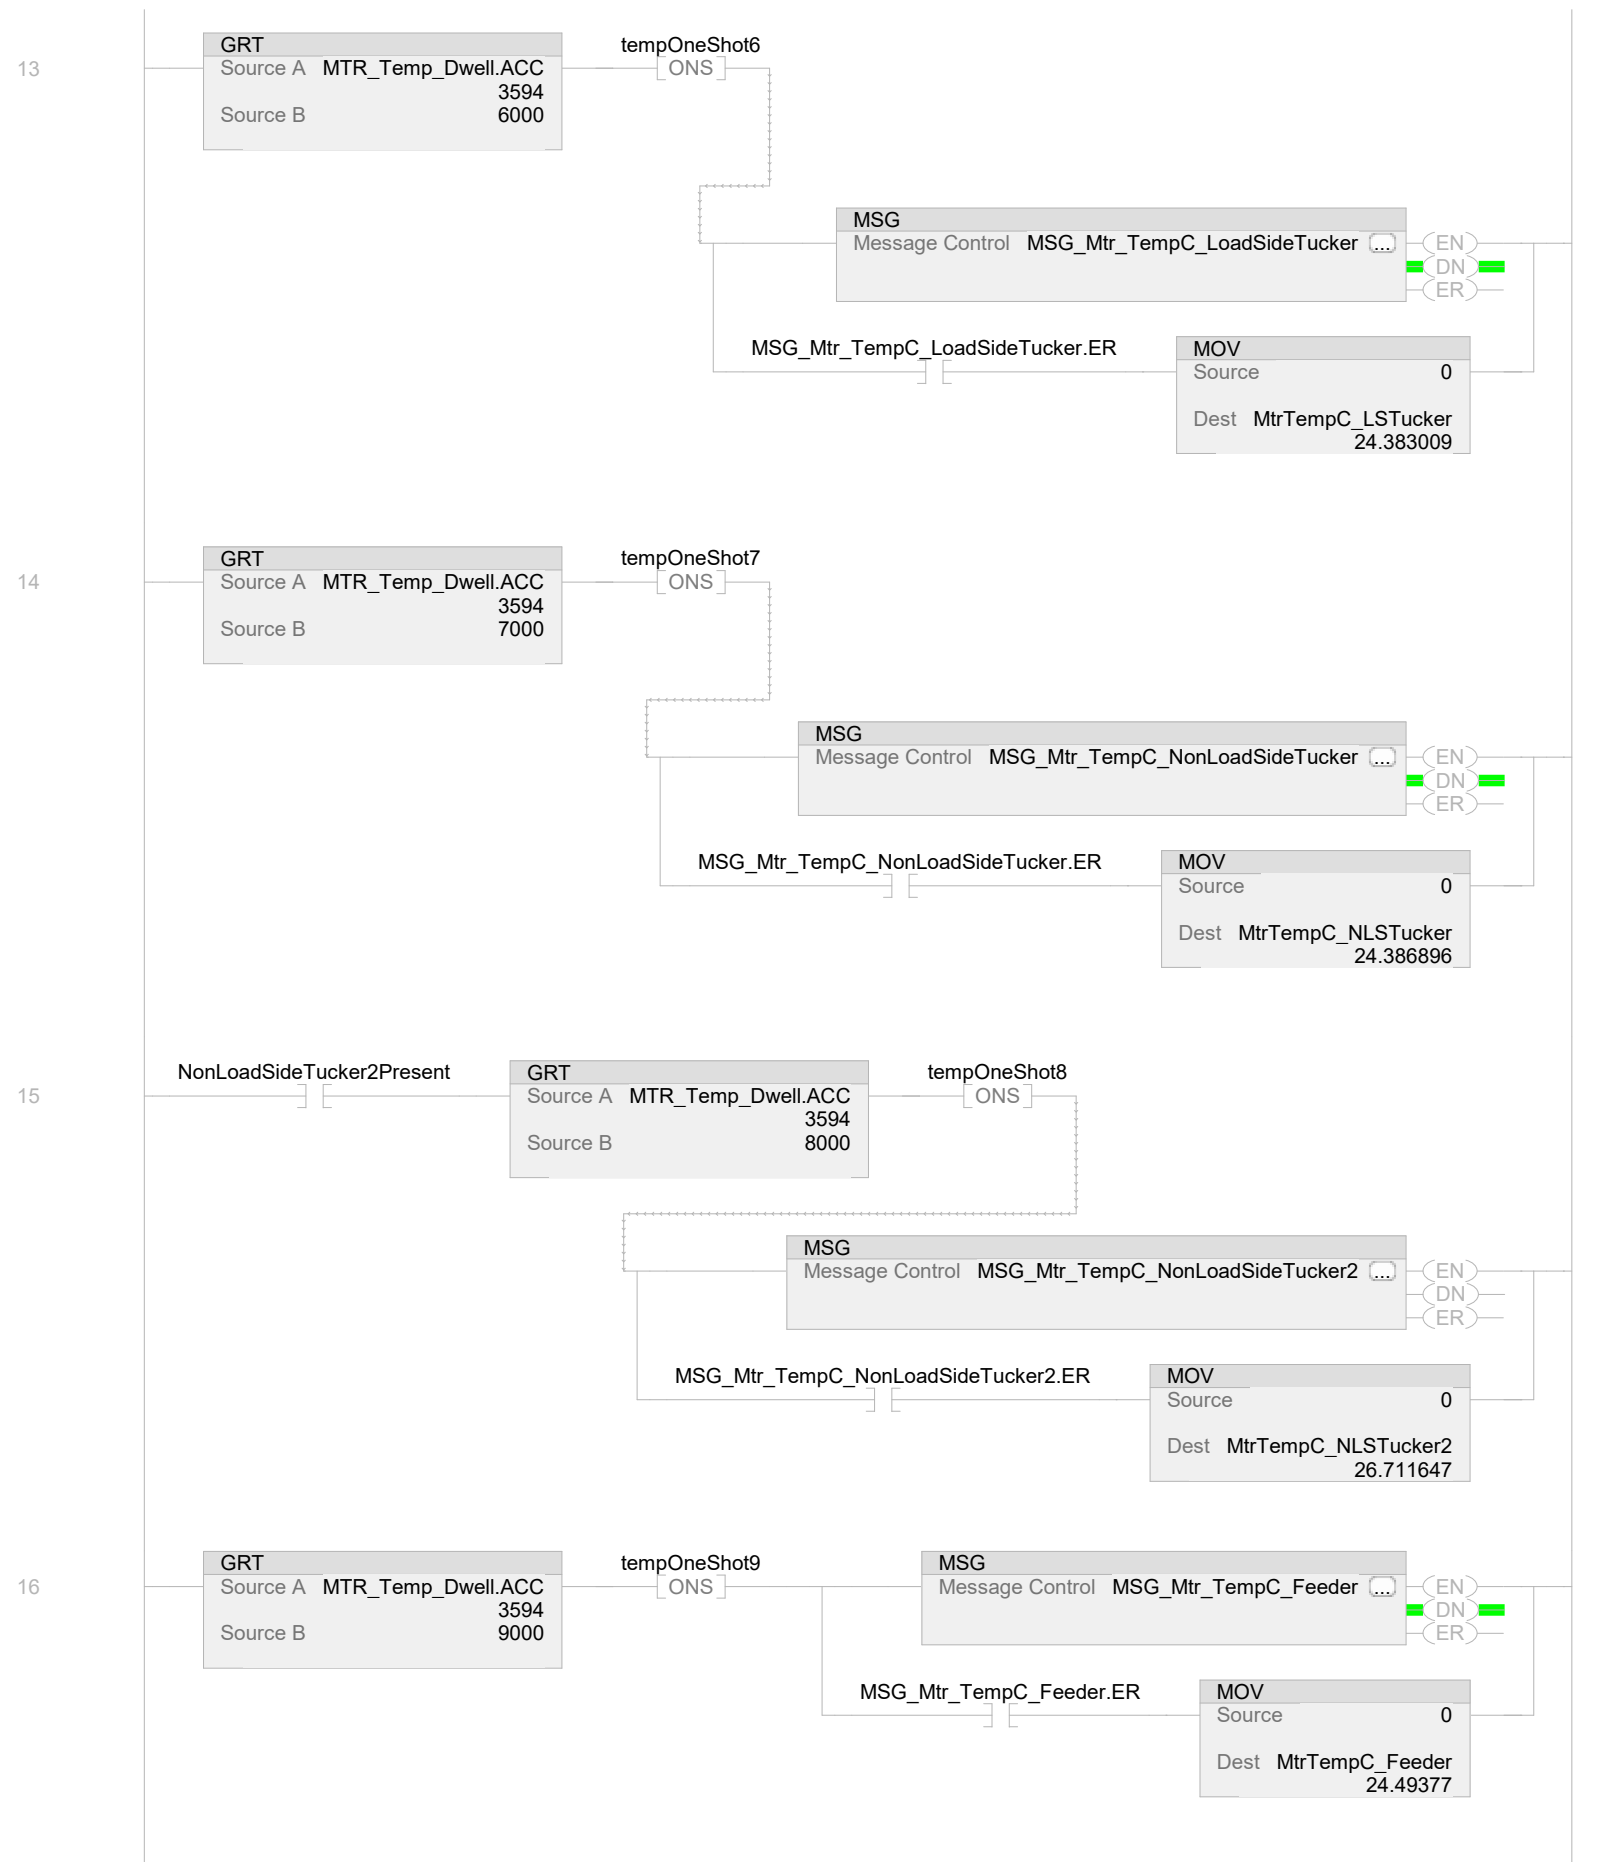 13
GRT
Source A MTR_Temp_Dwell.ACC
3594
Source B 6000
tempOneShot6
ONS
MSG
Message Control MSG_Mtr_TempC_LoadSideTucker ...
EN
DN
ER
MSG_Mtr_TempC_LoadSideTucker.ER
MOV
Source 0
Dest MtrTempC_LSTucker
24.383009
14
GRT
Source A MTR_Temp_Dwell.ACC
3594
Source B 7000
tempOneShot7
ONS
MSG
Message Control MSG_Mtr_TempC_NonLoadSideTucker ...
EN
DN
ER
MSG_Mtr_TempC_NonLoadSideTucker.ER
MOV
Source 0
Dest MtrTempC_NLSTucker
24.386896
15
NonLoadSideTucker2Present
GRT
Source A MTR_Temp_Dwell.ACC
3594
Source B 8000
tempOneShot8
ONS
MSG
Message Control MSG_Mtr_TempC_NonLoadSideTucker2 ...
EN
DN
ER
MSG_Mtr_TempC_NonLoadSideTucker2.ER
MOV
Source 0
Dest MtrTempC_NLSTucker2
26.711647
16
GRT
Source A MTR_Temp_Dwell.ACC
3594
Source B 9000
tempOneShot9
ONS
MSG
Message Control MSG_Mtr_TempC_Feeder ...
EN
DN
ER
MSG_Mtr_TempC_Feeder.ER
MOV
Source 0
Dest MtrTempC_Feeder
24.49377